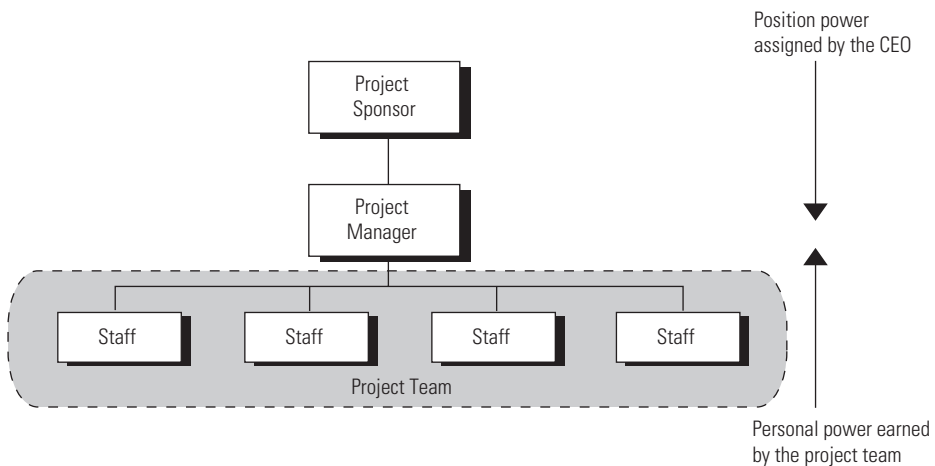 Position power
assigned by the CEO
Project
Sponsor
Project
Manager
Staff
Staff
Staff
Staff
Project Team
Personal power earned
by the project team